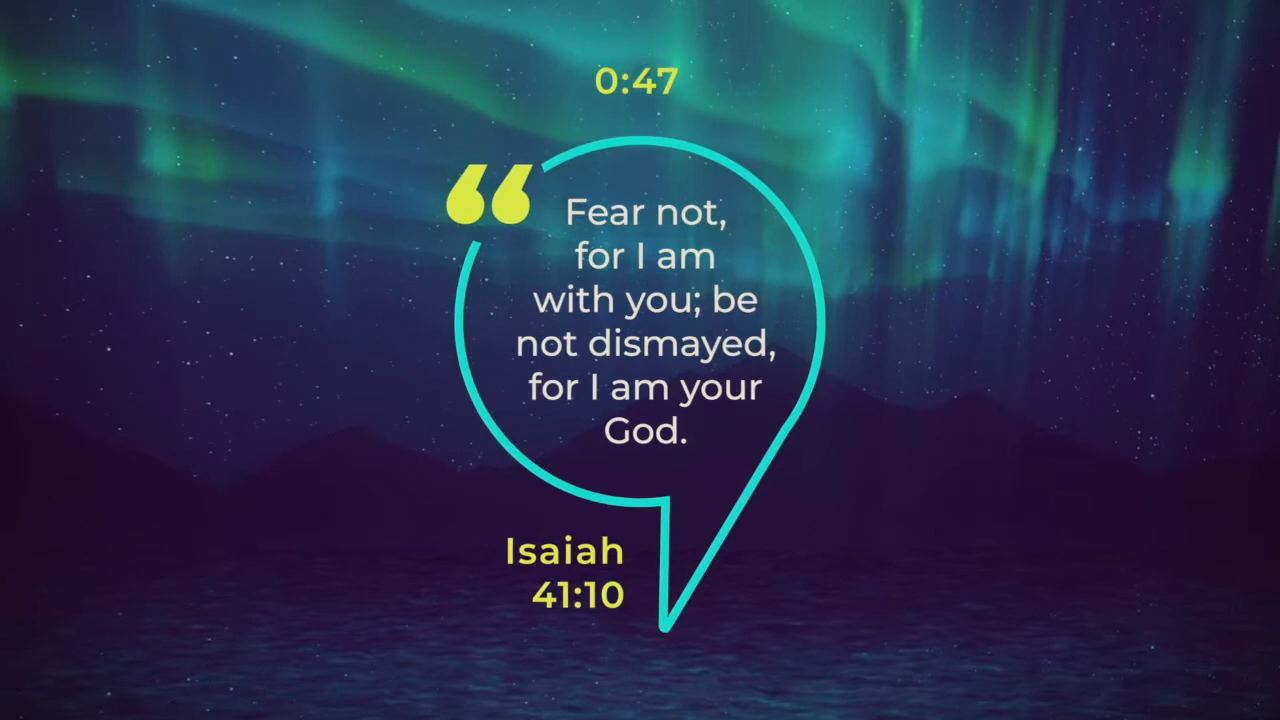 0:47
“
Fear not,
for I am
with you; be
not dismayed,
for I am your
God.
Isaiah
41:10